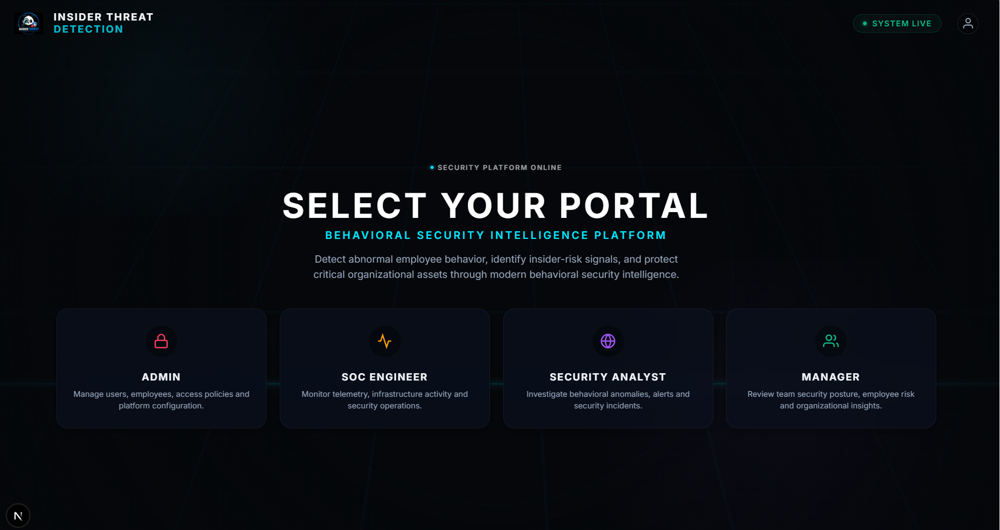 INSIDER THREAT
DETECTION
SYSTEM LIVE
SECURITY PLATFORM ONLINE
SELECT YOUR PORTAL
BEHAVIORAL SECURITY INTELLIGENCE PLATFORM
Detect abnormal employee behavior, identify insider-risk signals, and protect
critical organizational assets through modern behavioral security intelligence.
ADMIN
Manage users, employees, access policies and
platform configuration.
SOC ENGINEER
Monitor telemetry, infrastructure activity and
security operations.
SECURITY ANALYST
Investigate behavioral anomalies, alerts and
security incidents.
MANAGER
Review team security posture, employee risk
and organizational insights.
N